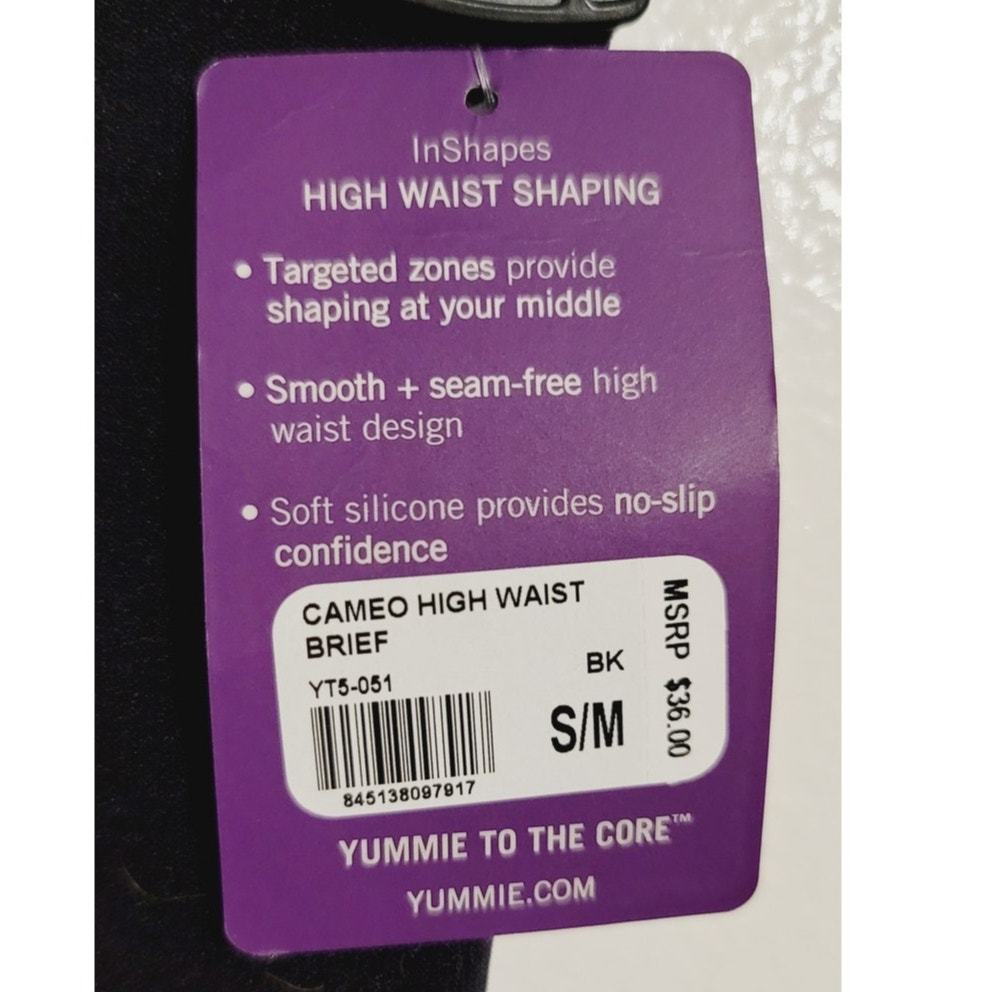 InShapes
HIGH WAIST SHAPING
• Targeted zones provide
shaping at your middle
• Smooth + seam-free high
waist design
• Soft silicone provides no-slip
confidence
CAMEO HIGH WAIST
BRIEF
BK
YT5-051
S/M
845138097917
MSRP $36.00
YUMMIE TO THE CORE™
YUMMIE.COM